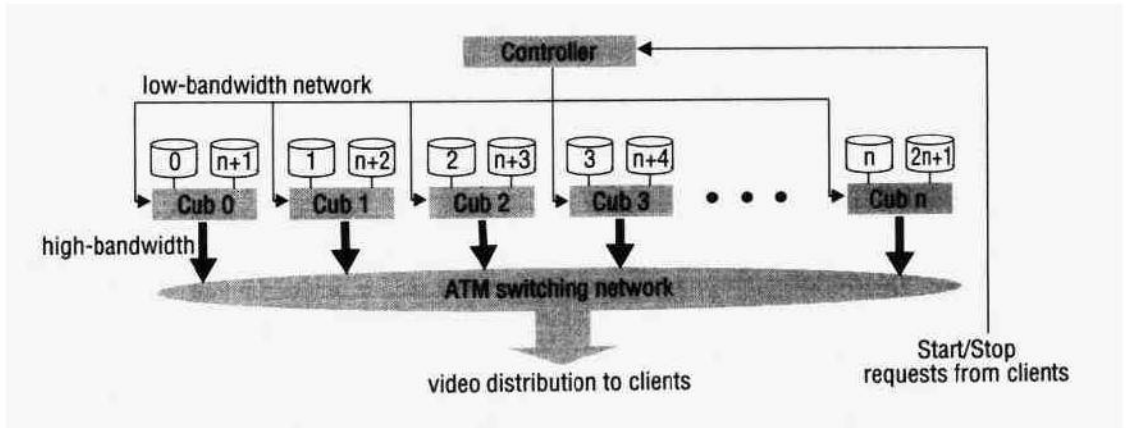 Controller
low-bandwidth network
0 n+1 1 n+2 2 n+3 3 n+4 n 2n+1
Cub 0 Cub 1 Cub 2 Cub 3 Cub n
high-bandwidth
ATM switching network
Start/Stop
requests from clients
video distribution to clients